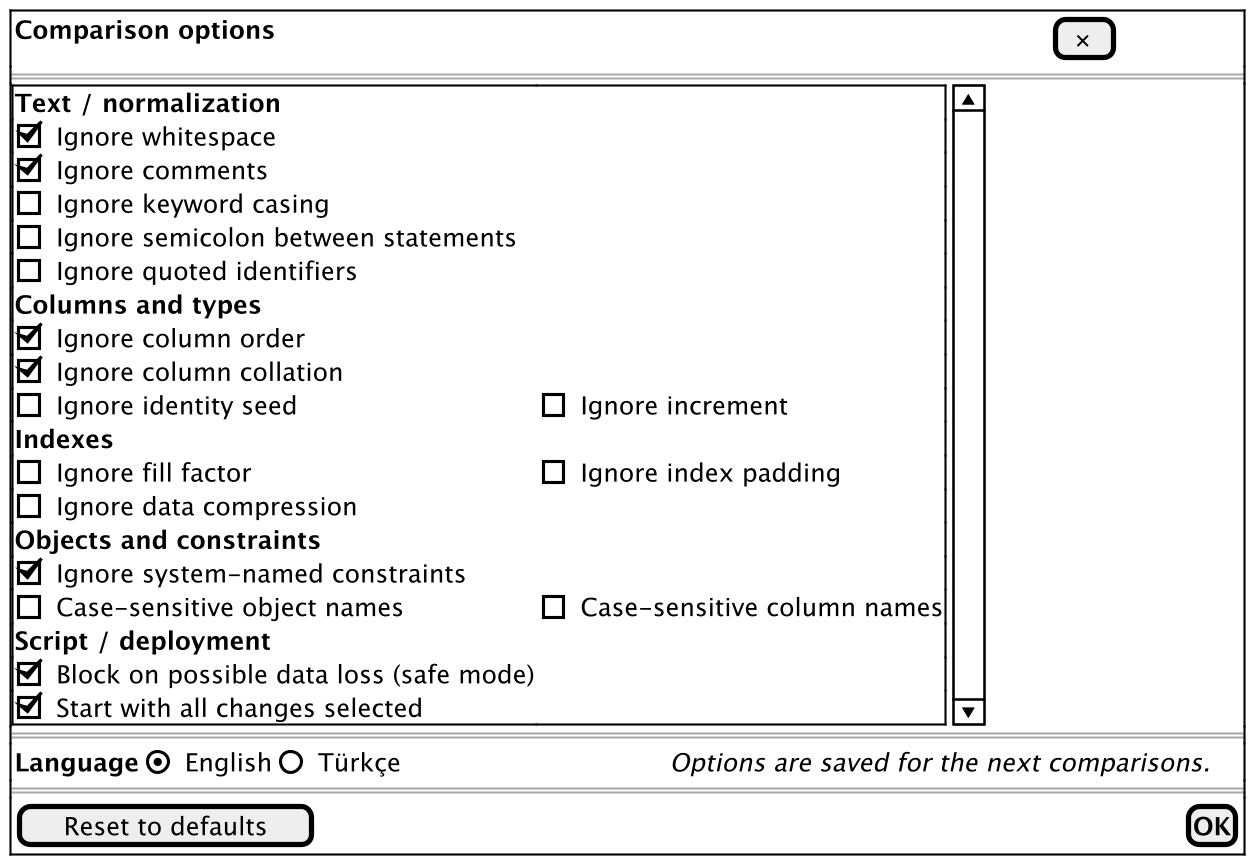 Comparison options ×
Text / normalization
Ignore whitespace
Ignore comments
Ignore keyword casing
Ignore semicolon between statements
Ignore quoted identifiers
Columns and types
Ignore column order
Ignore column collation
Ignore identity seed Ignore increment
Indexes
Ignore fill factor Ignore index padding
Ignore data compression
Objects and constraints
Ignore system-named constraints
Case-sensitive object names Case-sensitive column names
Script / deployment
Block on possible data loss (safe mode)
Start with all changes selected
Language English Türkçe Options are saved for the next comparisons.
Reset to defaults OK